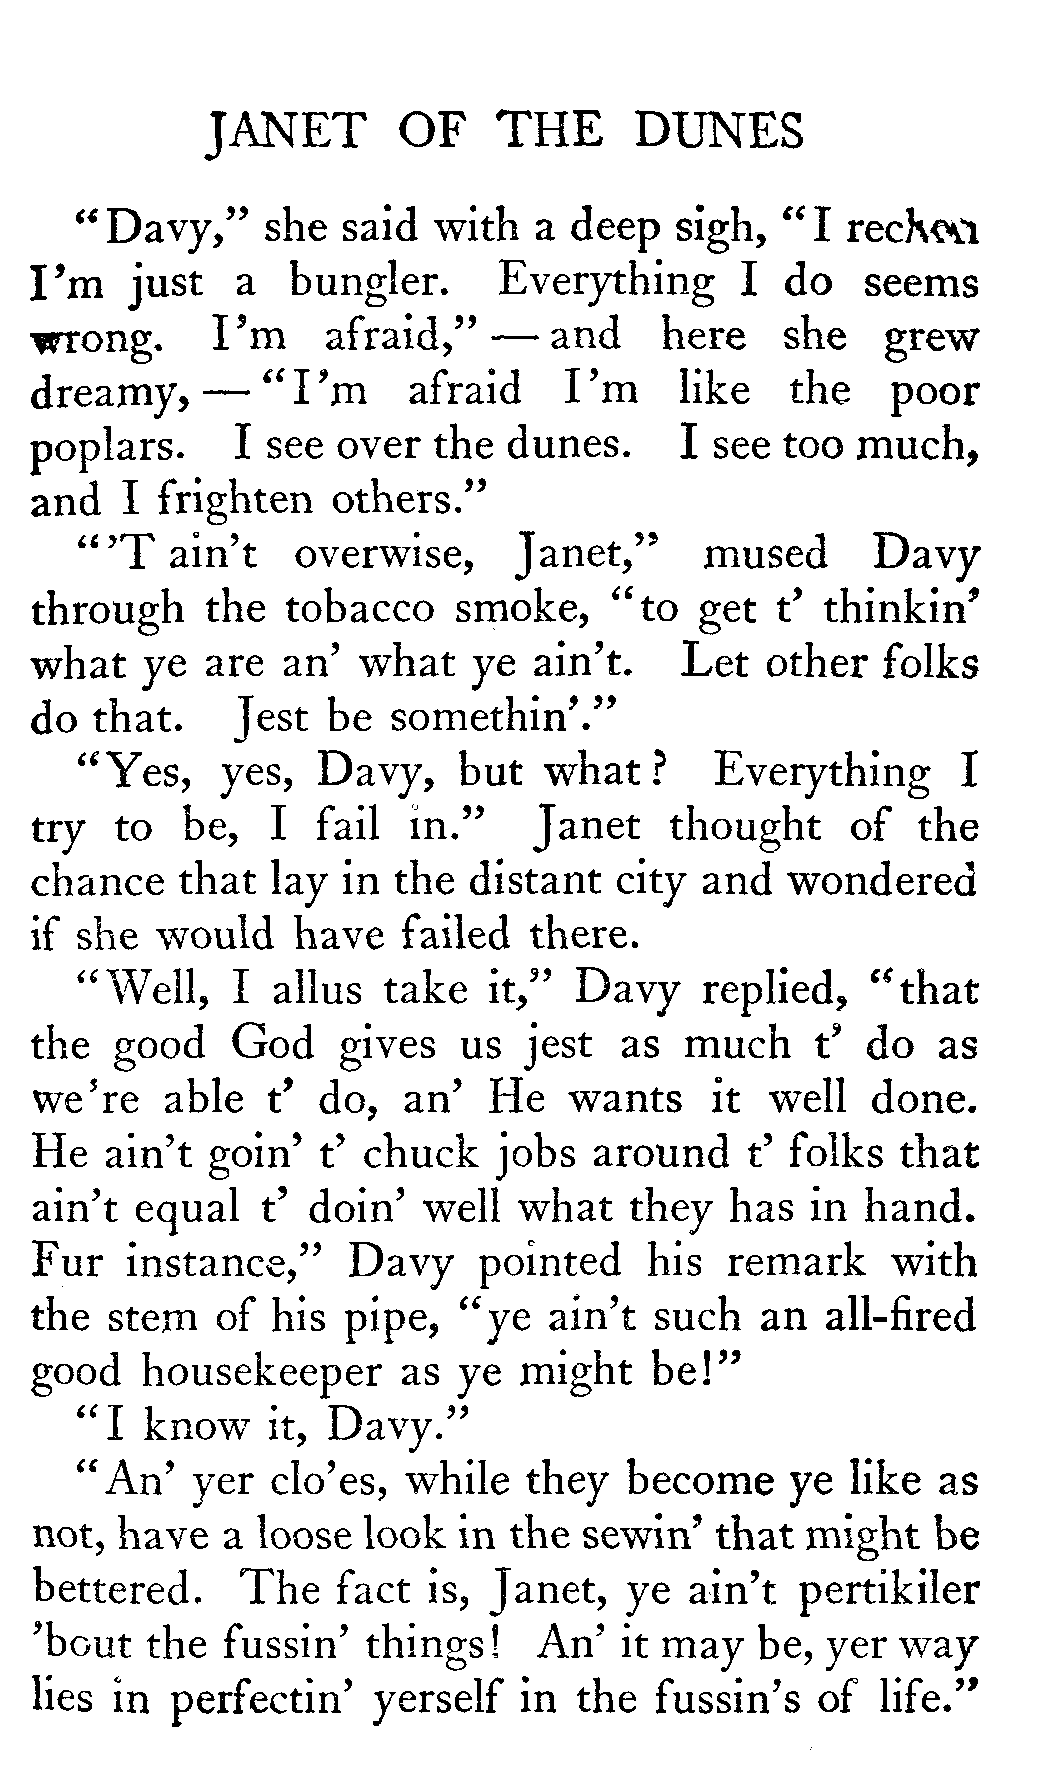 JANET OF THE DUNES
"Davy," she said with a deep sigh, "I reckon
I'm just a bungler. Everything I do seems
wrong. I'm afraid," — and here she grew
dreamy, — "I'm afraid I'm like the poor
poplars. I see over the dunes. I see too much,
and I frighten others."
"'T ain't overwise, Janet," mused Davy
through the tobacco smoke, "to get t' thinkin'
what ye are an' what ye ain't. Let other folks
do that. Jest be somethin'."
"Yes, yes, Davy, but what? Everything I
try to be, I fail in." Janet thought of the
chance that lay in the distant city and wondered
if she would have failed there.
"Well, I allus take it," Davy replied, "that
the good God gives us jest as much t' do as
we're able t' do, an' He wants it well done.
He ain't goin' t' chuck jobs around t' folks that
ain't equal t' doin' well what they has in hand.
Fur instance," Davy pointed his remark with
the stem of his pipe, "ye ain't such an all-fired
good housekeeper as ye might be!"
"I know it, Davy."
"An' yer clo'es, while they become ye like as
not, have a loose look in the sewin' that might be
bettered. The fact is, Janet, ye ain't pertikiler
'bout the fussin' things! An' it may be, yer way
lies in perfectin' yerself in the fussin's of life."